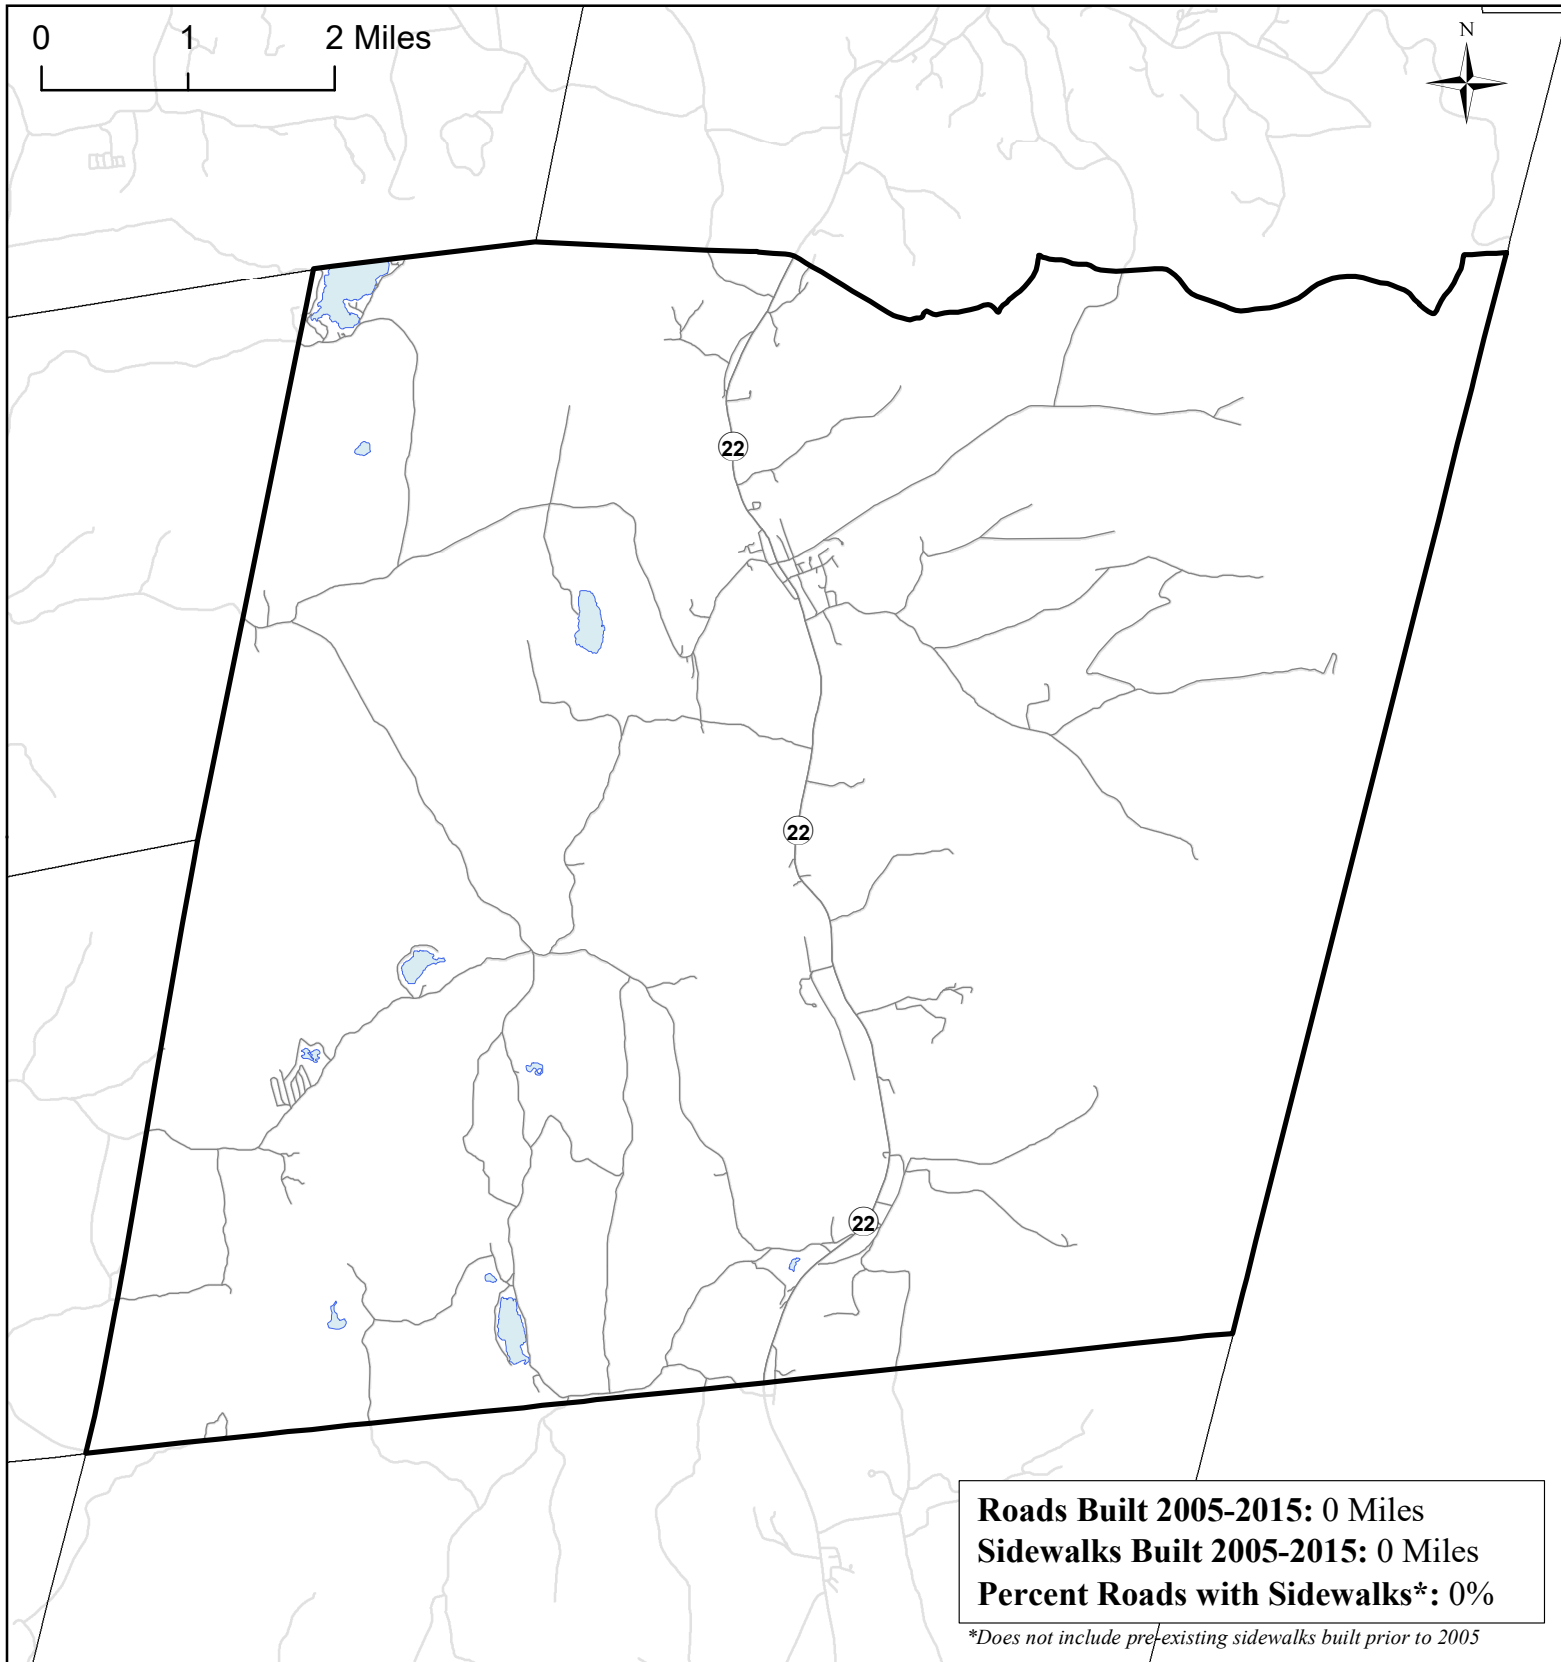 0 1 2 Miles
N
22
22
22
Roads Built 2005-2015: 0 Miles
Sidewalks Built 2005-2015: 0 Miles
Percent Roads with Sidewalks*: 0%
*Does not include pre-existing sidewalks built prior to 2005